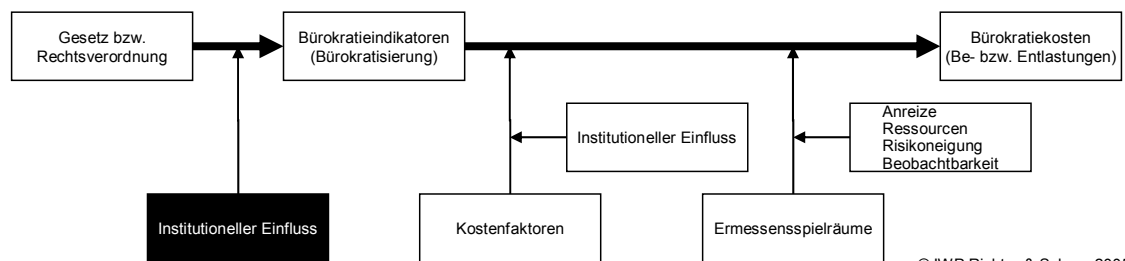 Gesetz bzw.
Rechtsverordnung
Bürokratieindikatoren
(Bürokratisierung)
Bürokratiekosten
(Be- bzw. Entlastungen)
Institutioneller Einfluss
Anreize
Ressourcen
Risikoneigung
Beobachtbarkeit
Institutioneller Einfluss
Kostenfaktoren
Ermessensspielräume